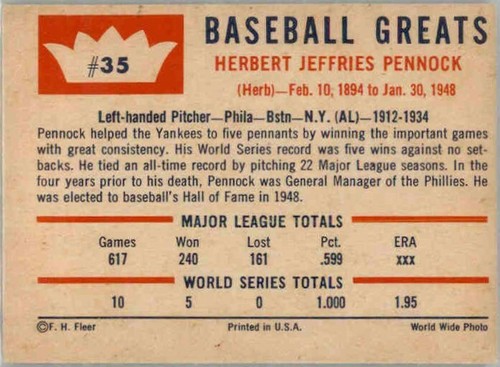 #35
BASEBALL GREATS
HERBERT JEFFRIES PENNOCK
(Herb)—Feb. 10, 1894 to Jan. 30, 1948
Left-handed Pitcher—Phila—Bstn—N.Y. (AL)—1912-1934
Pennock helped the Yankees to five pennants by winning the important games
with great consistency. His World Series record was five wins against no set-
backs. He tied an all-time record by pitching 22 Major League seasons. In the
four years prior to his death, Pennock was General Manager of the Phillies. He
was elected to baseball's Hall of Fame in 1948.
MAJOR LEAGUE TOTALS
Games Won Lost Pct. ERA
617 240 161 .599 xxx
WORLD SERIES TOTALS
10 5 0 1.000 1.95
©F. H. Fleer Printed in U.S.A. World Wide Photo